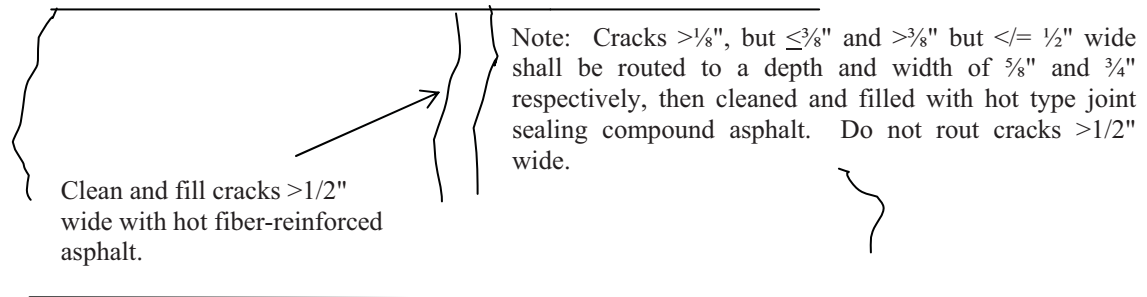 Note: Cracks >⅛", but ≤⅜" and >⅜" but </= ½" wide
shall be routed to a depth and width of ⅝" and ¾"
respectively, then cleaned and filled with hot type joint
sealing compound asphalt. Do not rout cracks >1/2"
wide.
Clean and fill cracks >1/2"
wide with hot fiber-reinforced
asphalt.